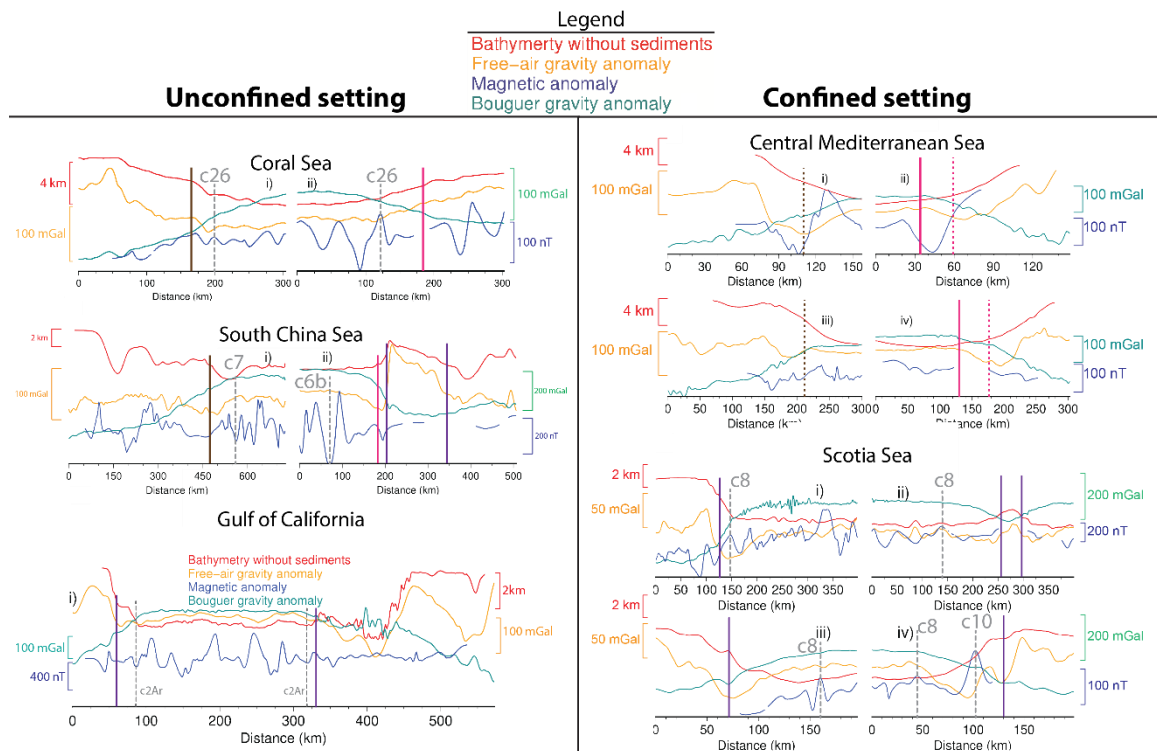 Legend
Bathymerty without sediments
Free-air gravity anomaly
Magnetic anomaly
Bouguer gravity anomaly
Unconfined setting
Confined setting
Coral Sea
4 km
100 mGal
c26
i)
ii)
c26
100 mGal
100 nT
0 100 200 300
0 100 200 300
Distance (km)
Distance (km)
South China Sea
2 km
100 mGal
c7
i)
ii)
c6b
200 mGal
200 nT
0 150 300 450 600
0 100 200 300 400 500
Distance (km)
Distance (km)
Gulf of California
Bathymetry without sediments
Free-air gravity anomaly
Magnetic anomaly
Bouguer gravity anomaly
i)
2km
100 mGal
100 mGal
400 nT
c2Ar
c2Ar
0 100 200 300 400 500
Distance (km)
Central Mediterranean Sea
4 km
100 mGal
i)
ii)
100 mGal
100 nT
0 30 60 90 120 150
0 30 60 90 120
Distance (km)
Distance (km)
4 km
100 mGal
iii)
iv)
100 mGal
100 nT
0 50 100 150 200 250 300
50 100 150 200 250 300
Distance (km)
Distance (km)
Scotia Sea
2 km
50 mGal
c8
i)
ii)
c8
200 mGal
200 nT
0 50 100 150 200 250 300 350
0 50 100 150 200 250 300 350
Distance (km)
Distance (km)
2 km
50 mGal
c8
iii)
iv)
c8
c10
200 mGal
100 nT
0 50 100 150
0 50 100 150
Distance (km)
Distance (km)